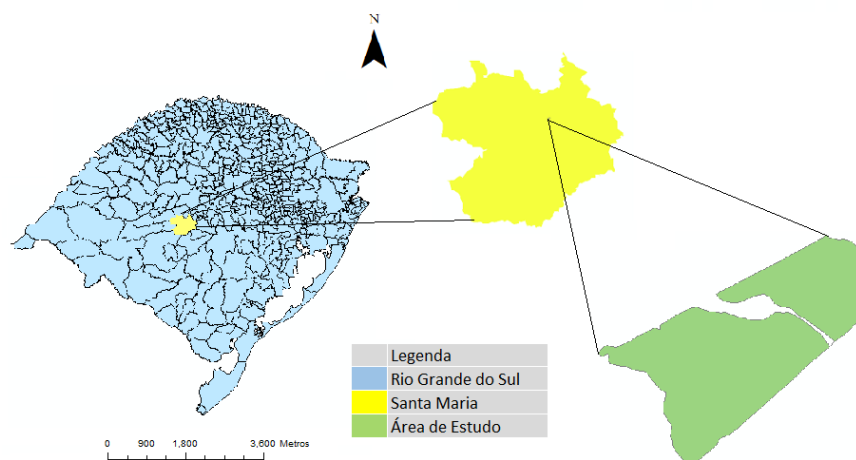 N
Legenda
Rio Grande do Sul
Santa Maria
Área de Estudo
0 900 1,800 3,600 Metros